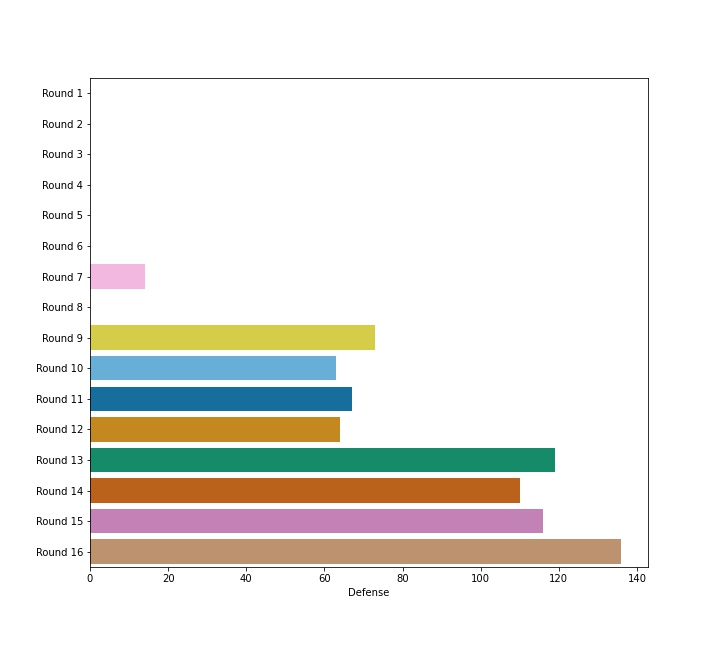 Round 1
Round 2
Round 3
Round 4
Round 5
Round 6
Round 7
Round 8
Round 9
Round 10
Round 11
Round 12
Round 13
Round 14
Round 15
Round 16
0 20 40 60 80 100 120 140
Defense